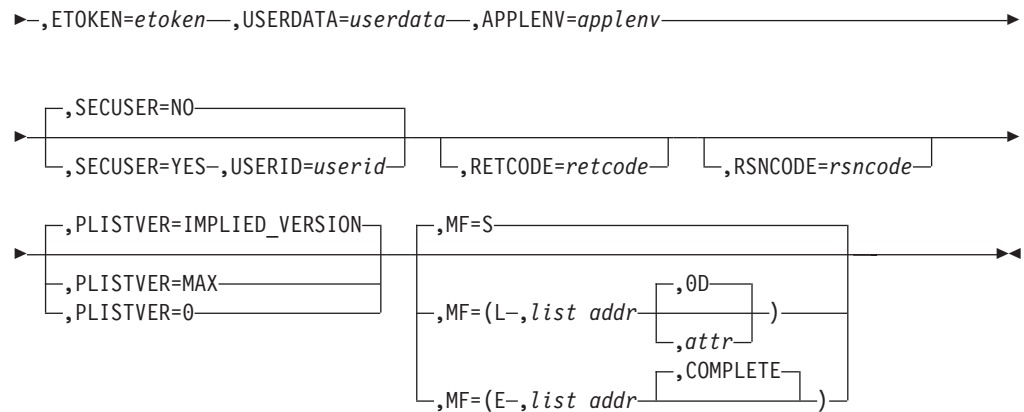 ,ETOKEN=etoken ,USERDATA=userdata ,APPLENV=applenv
,SECUSER=NO
,SECUSER=YES ,USERID=userid ,RETCODE=retcode ,RSNCODE=rsncode
,PLISTVER=IMPLIED_VERSION ,MF=S
,PLISTVER=MAX ,0D
,PLISTVER=0 ,MF=(L ,list addr )
,attr
,COMPLETE
,MF=(E ,list addr )